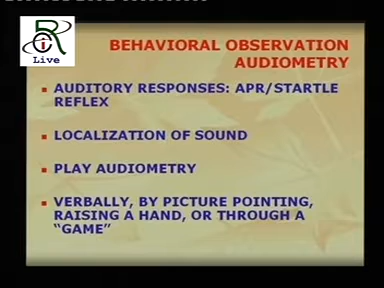 RCi
Live
BEHAVIORAL OBSERVATION
AUDIOMETRY
AUDITORY RESPONSES: APR/STARTLE
REFLEX
LOCALIZATION OF SOUND
PLAY AUDIOMETRY
VERBALLY, BY PICTURE POINTING,
RAISING A HAND, OR THROUGH A
“GAME”